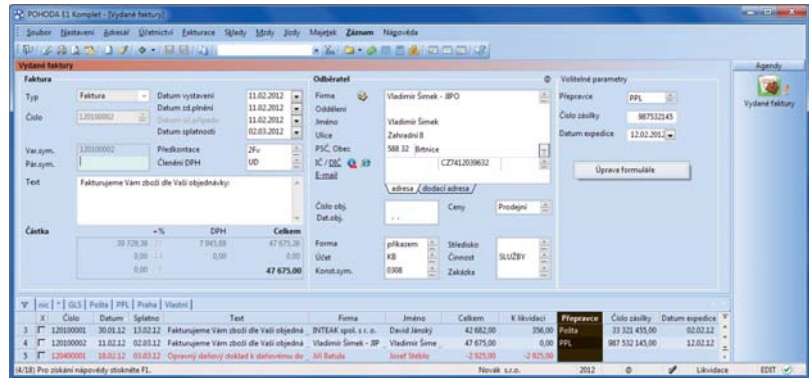 POHODA E1 Komplet - [Vydané faktury]
Soubor Nastavení Adresář Účetnictví Fakturace Sklady Mzdy Jízdy Majetek Záznam Nápověda
Vydané faktury
Agendy
Faktura
Odběratel
Volitelné parametry
Typ Faktura Datum vystavení 11.02.2012
Firma Vladimír Šimek - JIPO
Přepravce PPL
Vydané faktury
Datum zd.plnění 11.02.2012
Oddělení
Číslo 120100002 Datum úč.případu 11.02.2012
Jméno Vladimír Šimek
Číslo zásilky 987532145
Datum splatnosti 02.03.2012
Ulice Zahradní 8
Datum expedice 12.02.2012
Var.sym. 120100002 Předkontace 2Fv
PSČ, Obec 588 32 Brtnice
Pár.sym. Členění DPH UD
IČ / DIČ CZ7412039632
Úprava formuláře
E-mail
Text Fakturujeme Vám zboží dle Vaší objednávky:
adresa dodací adresa
Číslo obj. Ceny Prodejní
Dat.obj. . .
Částka +% DPH Celkem
39 729,38 7 945,88 47 675,26
Forma příkazem Středisko
0,00 0,00 0,00
Účet KB Činnost SLUŽBY
0,00 47 675.00
Konst.sym. 0308 Zakázka
nic * GLS Pošta PPL Praha Vlastní
X Číslo Datum Splatno Text Firma Jméno Celkem K likvidaci Přepravce Číslo zásilky Datum expedice
3 120100001 30.01.12 13.02.12 Fakturujeme Vám zboží dle Vaší objedná INTEAK spol. s r. o. David Jánský 42 682,00 356,00 Pošta 33 321 455,00 02.02.12
4 120100002 11.02.12 02.03.12 Fakturujeme Vám zboží dle Vaší objedná Vladimír Šimek - JIP Vladimír Šime 47 675,00 0,00 PPL 987 532 145,00 12.02.12
5 120400001 18.02.12 03.03.12 Opravný daňový doklad k daňovému do Jiří Batula Josef Stéblo -2 925,00 -2 925,00
(4/18) Pro získání nápovědy stiskněte F1. Novák s.r.o. 2012 @ Likvidace EDIT